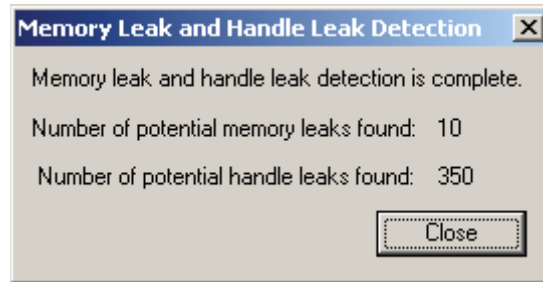 Memory Leak and Handle Leak Detection
Memory leak and handle leak detection is complete.
Number of potential memory leaks found: 10
Number of potential handle leaks found: 350
Close